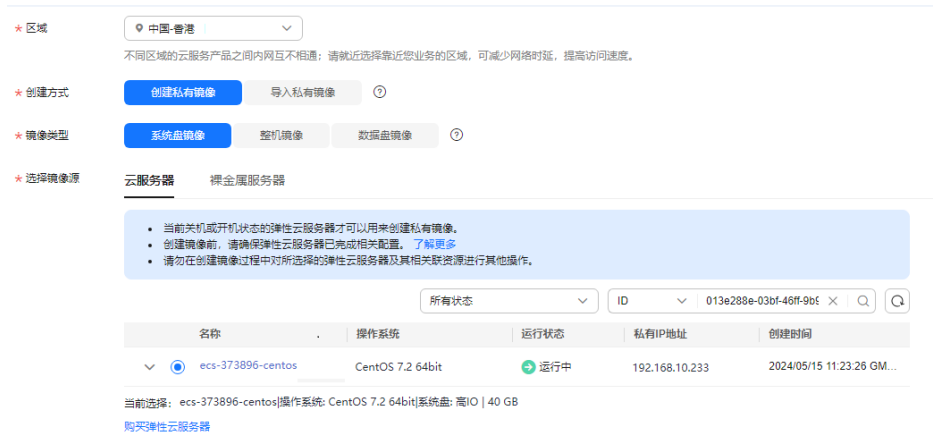 * 区域 中国-香港
不同区域的云服务产品之间内网互不相通；请就近选择靠近您业务的区域，可减少网络时延，提高访问速度。
* 创建方式 创建私有镜像 导入私有镜像 ?
* 镜像类型 系统盘镜像 整机镜像 数据盘镜像 ?
* 选择镜像源 云服务器 裸金属服务器
• 当前关机或开机状态的弹性云服务器才可以用来创建私有镜像。
• 创建镜像前，请确保弹性云服务器已完成相关配置。 了解更多
• 请勿在创建镜像过程中对所选择的弹性云服务器及其相关联资源进行其他操作。
所有状态 ID 013e288e-03bf-46ff-9b9
名称 操作系统 运行状态 私有IP地址 创建时间
ecs-373896-centos CentOS 7.2 64bit 运行中 192.168.10.233 2024/05/15 11:23:26 GM...
当前选择： ecs-373896-centos|操作系统: CentOS 7.2 64bit|系统盘: 高IO | 40 GB
购买弹性云服务器